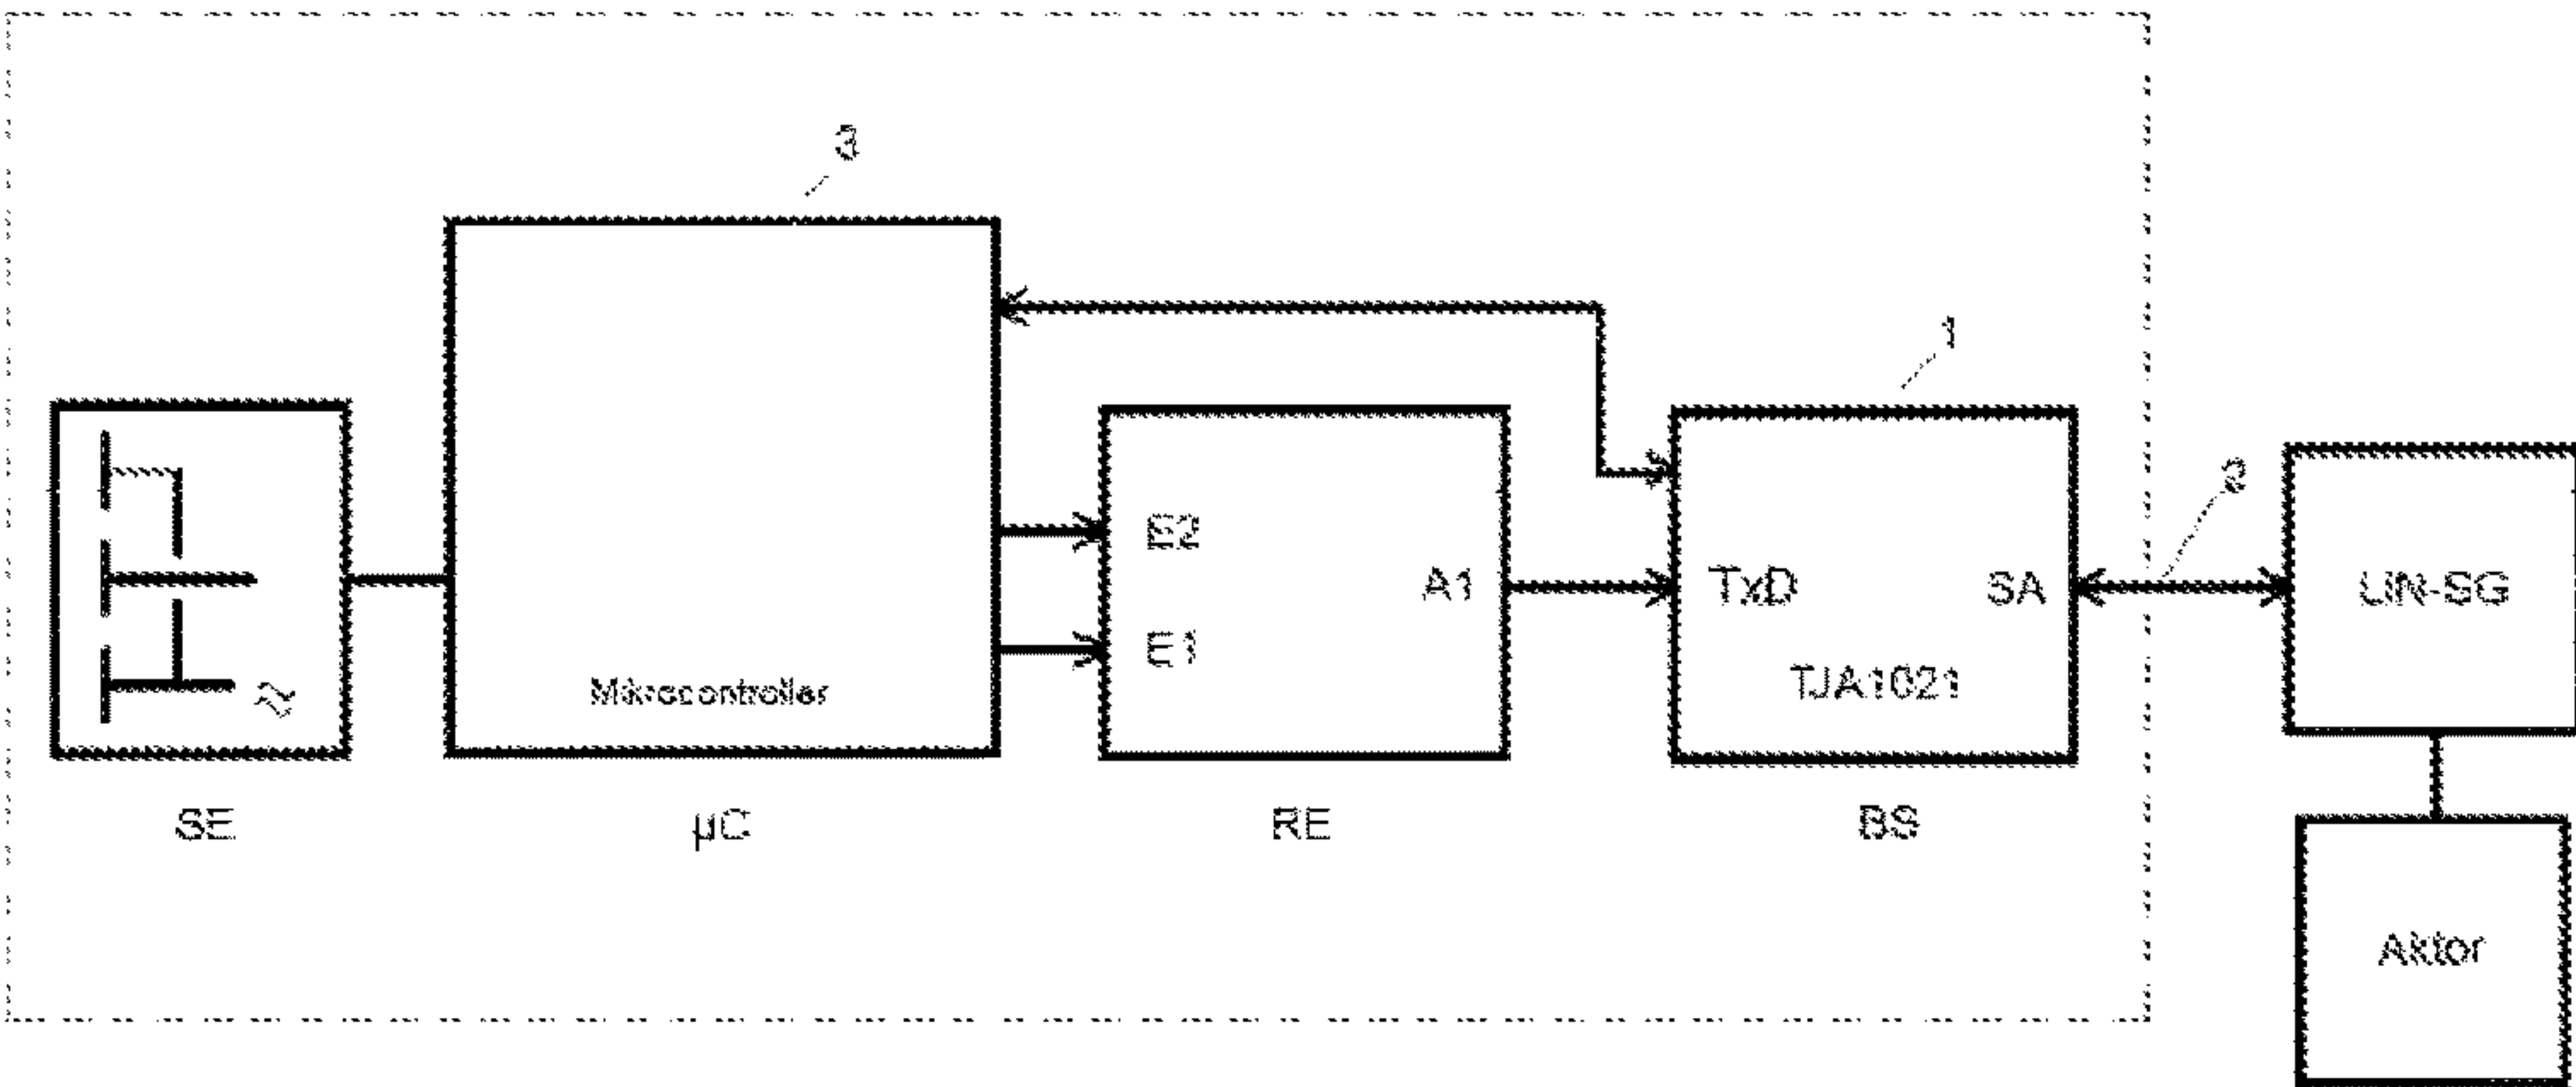 3
1
2
E2
A1
E1
TxD
SA
LIN-SG
Mikrocontroller
TJA1021
SE
µC
RE
BS
Aktor